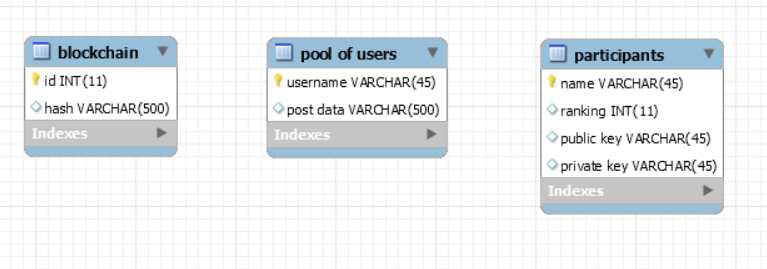 blockchain
id INT(11)
hash VARCHAR(500)
Indexes
pool of users
username VARCHAR(45)
post data VARCHAR(500)
Indexes
participants
name VARCHAR(45)
ranking INT(11)
public key VARCHAR(45)
private key VARCHAR(45)
Indexes